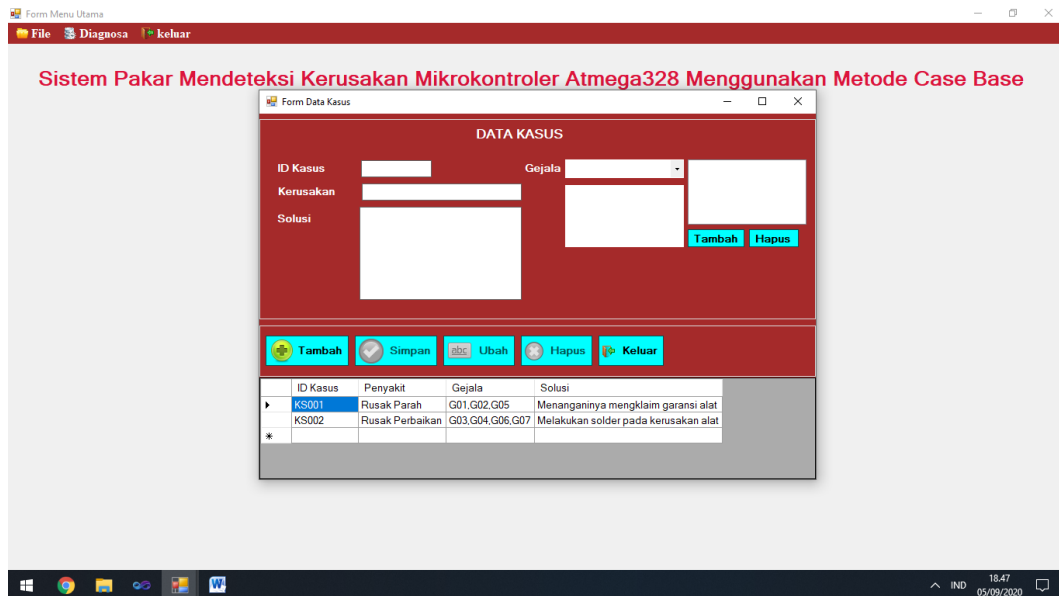 Form Menu Utama
File Diagnosa keluar
Sistem Pakar Mendeteksi Kerusakan Mikrokontroler Atmega328 Menggunakan Metode Case Base
Form Data Kasus
DATA KASUS
ID Kasus Gejala
Kerusakan
Solusi
Tambah Hapus
Tambah Simpan abc Ubah Hapus Keluar
ID Kasus Penyakit Gejala Solusi
KS001 Rusak Parah G01,G02,G05 Menanganinya mengklaim garansi alat
KS002 Rusak Perbaikan G03,G04,G06,G07 Melakukan solder pada kerusakan alat
IND 18.47
05/09/2020